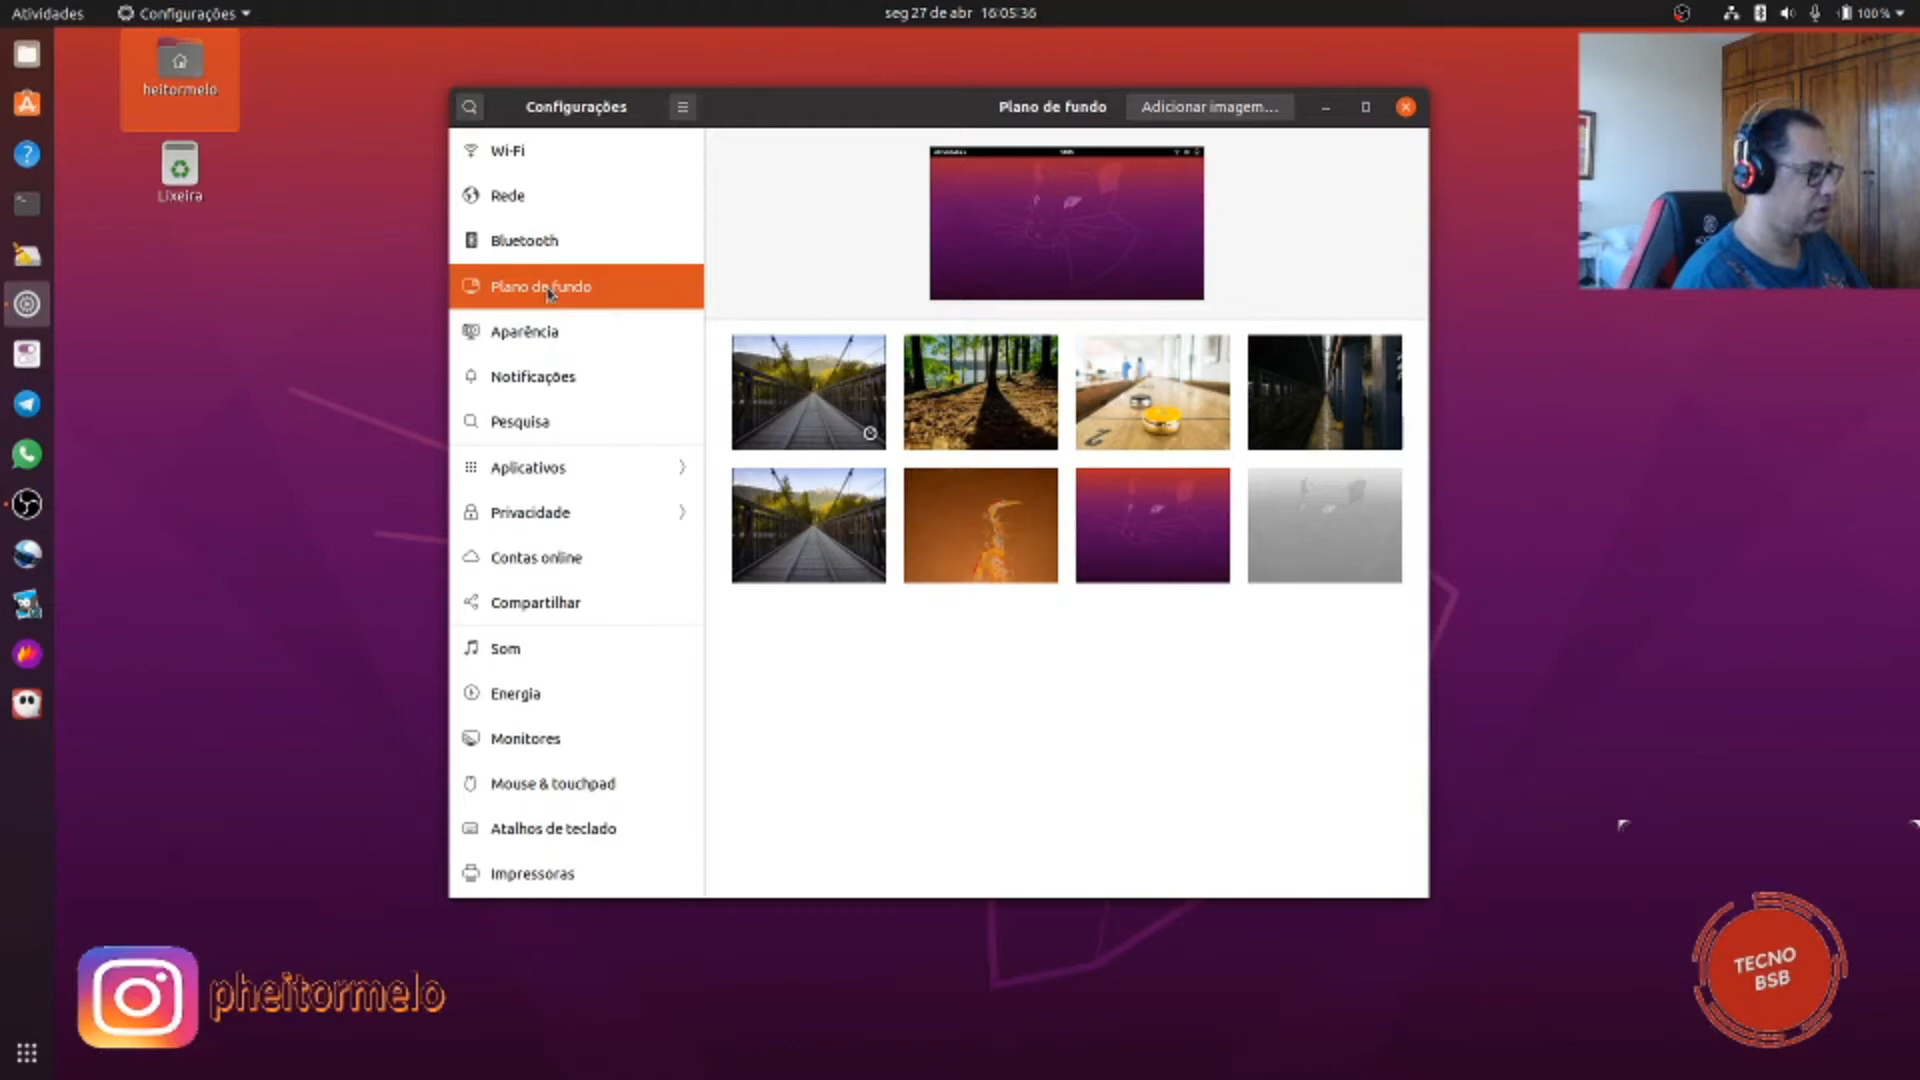 Atividades
Configurações
seg 27 de abr 16:05:36
100%
heitormelo
Lixeira
Configurações
Plano de fundo
Adicionar imagem...
Wi-Fi
Rede
Bluetooth
Plano de fundo
Aparência
Notificações
Pesquisa
Aplicativos
Privacidade
Contas online
Compartilhar
Som
Energia
Monitores
Mouse & touchpad
Atalhos de teclado
Impressoras
pheitormelo
TECNO
BSB